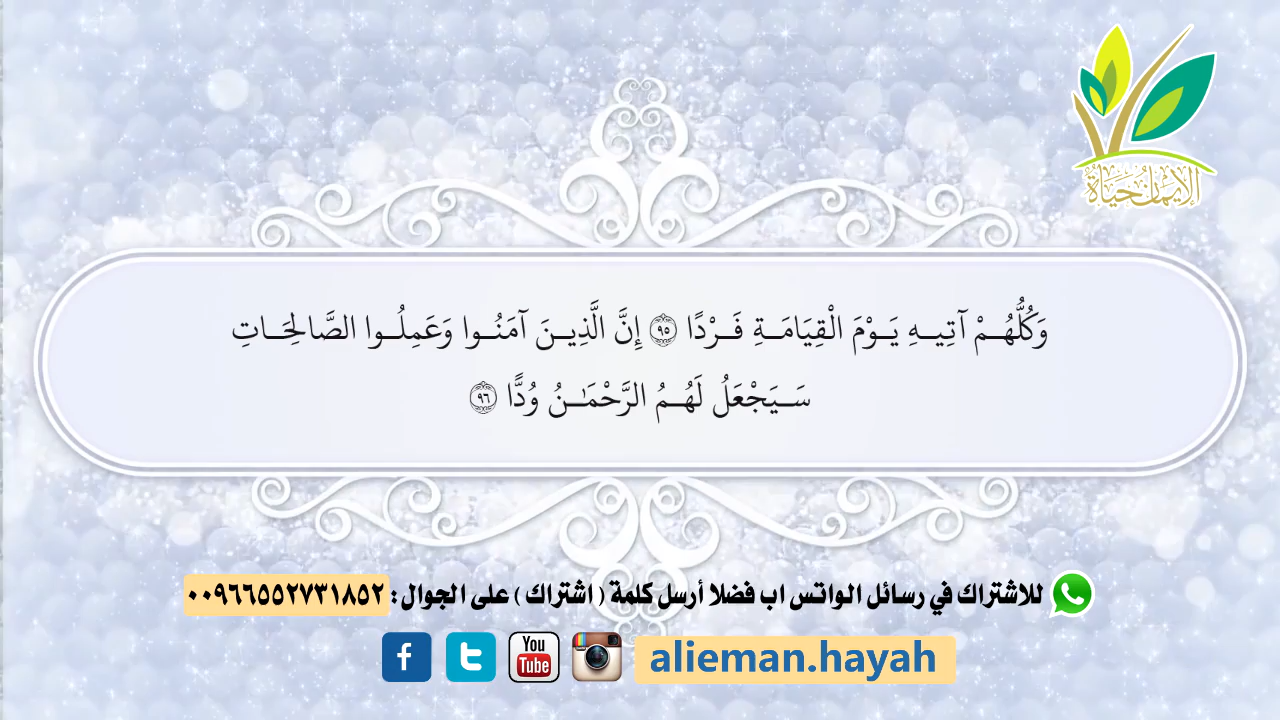 الإيمان حياة
وَكُلُّهُمْ آتِيهِ يَوْمَ الْقِيَامَةِ فَرْدًا ٩٥ إِنَّ الَّذِينَ آمَنُوا وَعَمِلُوا الصَّالِحَاتِ
سَيَجْعَلُ لَهُمُ الرَّحْمَٰنُ وُدًّا ٩٦
للاشتراك في رسائل الواتس اب فضلا أرسل كلمة ( اشتراك ) على الجوال : ٠٠٩٦٦٥٥٢٧٣١٨٥٢
f t You Tube alieman.hayah